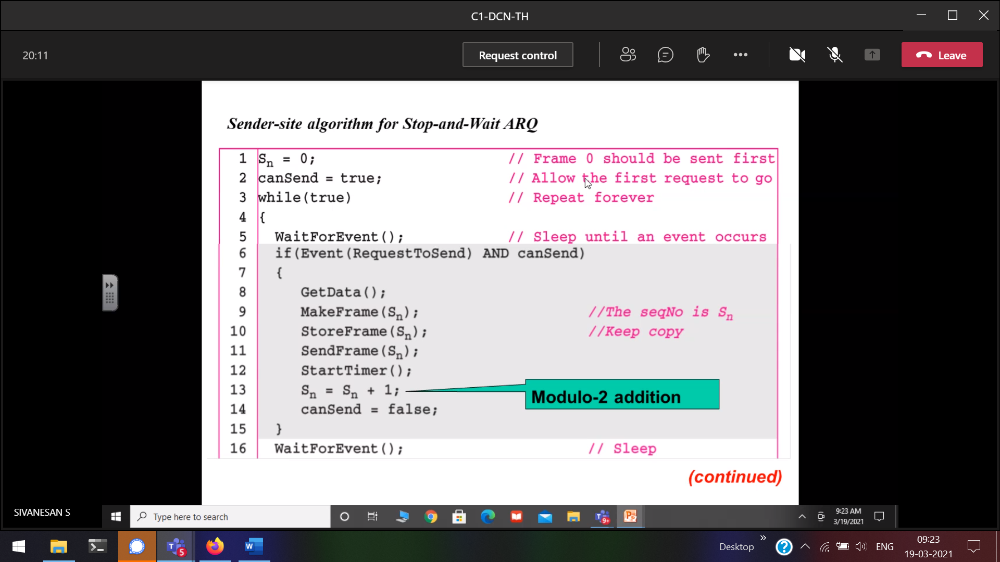 C1-DCN-TH
20:11
Request control
Leave
Sender-site algorithm for Stop-and-Wait ARQ
1 Sn = 0; // Frame 0 should be sent first
2 canSend = true; // Allow the first request to go
3 while(true) // Repeat forever
4 {
5 WaitForEvent(); // Sleep until an event occurs
6 if(Event(RequestToSend) AND canSend)
7 {
8 GetData();
9 MakeFrame(Sn); //The seqNo is Sn
10 StoreFrame(Sn); //Keep copy
11 SendFrame(Sn);
12 StartTimer();
13 Sn = Sn + 1; Modulo-2 addition
14 canSend = false;
15 }
16 WaitForEvent(); // Sleep
(continued)
SIVANESAN S
Type here to search
9+
9:23 AM
3/19/2021
5
W
Desktop
ENG
09:23
19-03-2021